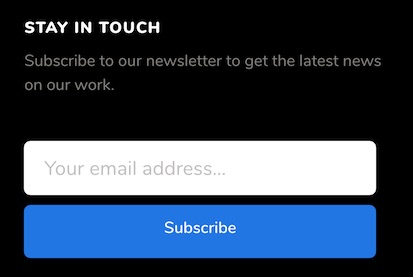 STAY IN TOUCH
Subscribe to our newsletter to get the latest news
on our work.
Your email address...
Subscribe